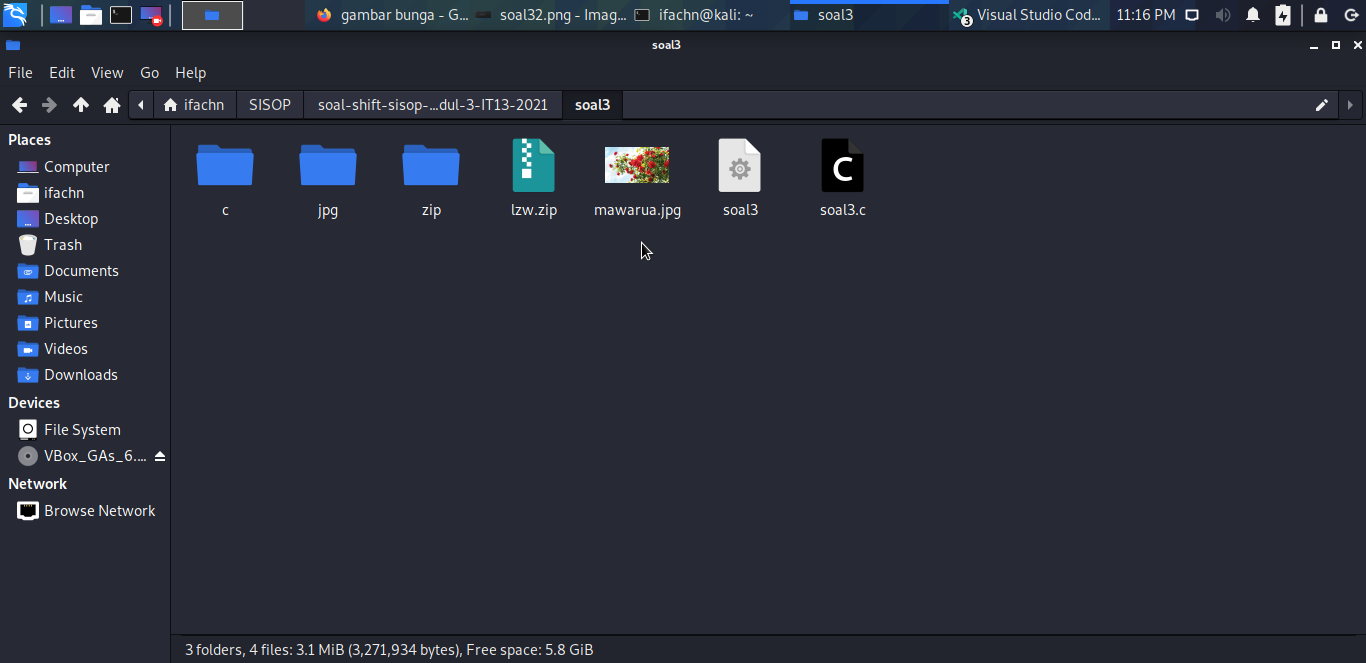 gambar bunga - G...
soal32.png - Imag...
ifachn@kali: ~
soal3
Visual Studio Cod...
3
11:16 PM
soal3
File Edit View Go Help
ifachn
SISOP
soal-shift-sisop-...dul-3-IT13-2021
soal3
Places
Computer
ifachn
Desktop
Trash
Documents
Music
Pictures
Videos
Downloads
Devices
File System
VBox_GAs_6....
Network
Browse Network
c
jpg
zip
lzw.zip
mawarua.jpg
soal3
C
soal3.c
3 folders, 4 files: 3.1 MiB (3,271,934 bytes), Free space: 5.8 GiB